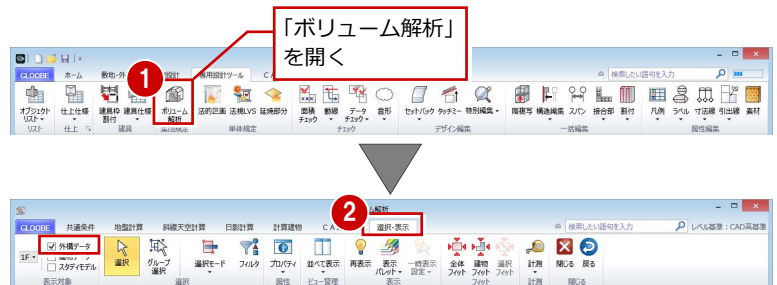 「ボリューム解析」
を開く
GLOOBE ホーム 専用設計ツール
検索したい語句を入力
1
オブジェクト 仕上仕様 建具枠 建具仕様 ボリューム 法的区画 法規LVS 延焼部分 面積 動線 データ 雲形 セットバック タッチミー 特別編集 階複写 構造編集 スパン 接合部 割付 凡例 ラベル 寸法線 引出線 素材
リスト 割付 解析 チェック チェック チェック
リスト 仕上 建具 単体規定 チェック デザイン編集 一括編集 属性編集
2
GLOOBE 共通条件 地盤計算 斜線天空計算 日影計算 計算建物 選択・表示
検索したい語句を入力 レベル基準:CAD高基準
外構データ
1F
スタディモデル
選択 グループ 選択モード フィルタ プロパティ 並べて表示 再表示 表示 一時表示 全体 建物 選択 計測 閉じる 戻る
選択 パレット 設定 フィット フィット フィット
表示対象 選択 属性 ビュー管理 表示 フィット 計測 閉じる